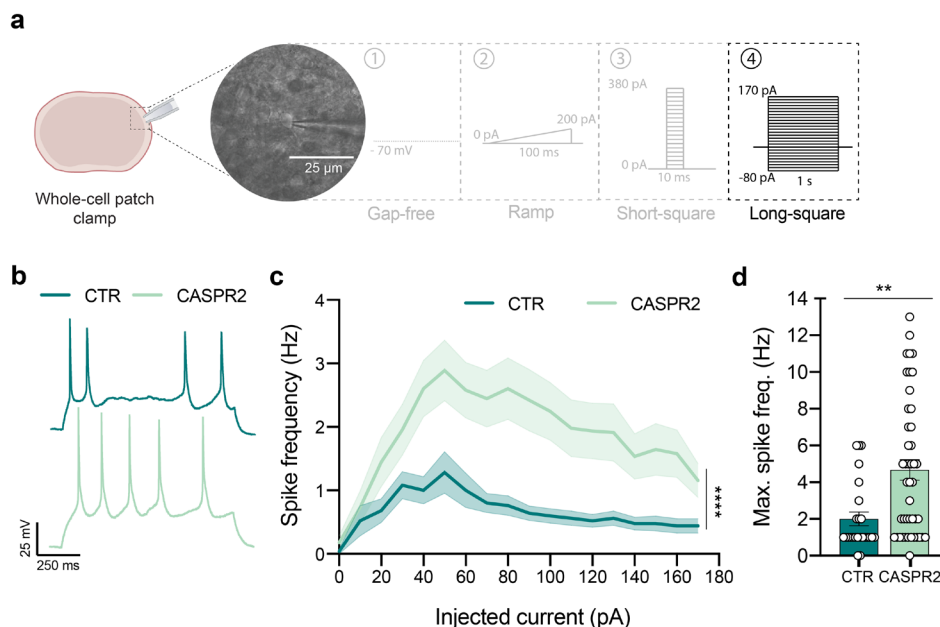 a
Whole-cell patch
clamp
25 µm
1
- 70 mV
Gap-free
2
0 pA
200 pA
100 ms
Ramp
3
380 pA
0 pA
10 ms
Short-square
4
170 pA
-80 pA
1 s
Long-square
b
CTR
CASPR2
25 mV
250 ms
c
CTR
CASPR2
Spike frequency (Hz)
4
3
2
1
0
0
20
40
60
80
100
120
140
160
180
Injected current (pA)
****
d
**
Max. spike freq. (Hz)
14
12
10
8
6
4
2
0
CTR
CASPR2